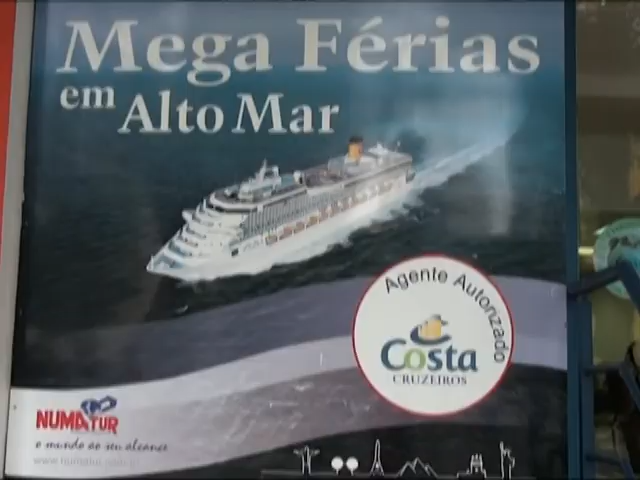 Mega Férias
em Alto Mar
Agente Autorizado
Costa
CRUZEIROS
NUMATUR
o mundo ao seu alcance